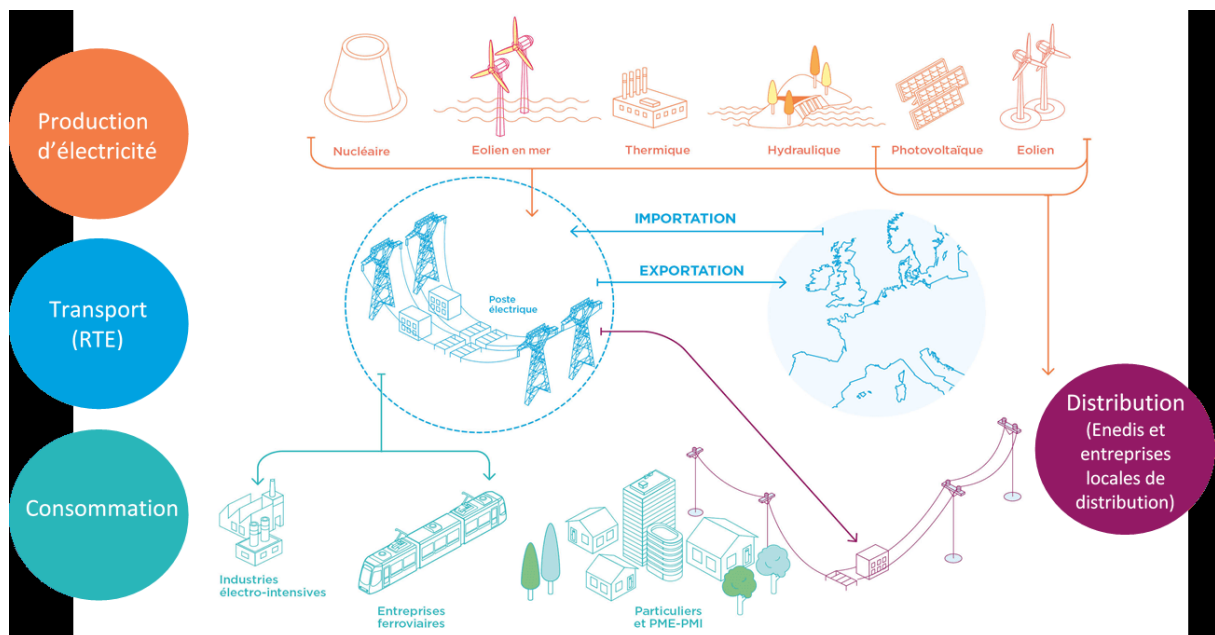 Production
d'électricité
Nucléaire
Eolien en mer
Thermique
Hydraulique
Photovoltaïque
Eolien
IMPORTATION
EXPORTATION
Poste
électrique
Transport
(RTE)
Distribution
(Enedis et
entreprises
locales de
distribution)
Consommation
Industries
électro-intensives
Entreprises
ferroviaires
Particuliers
et PME-PMI